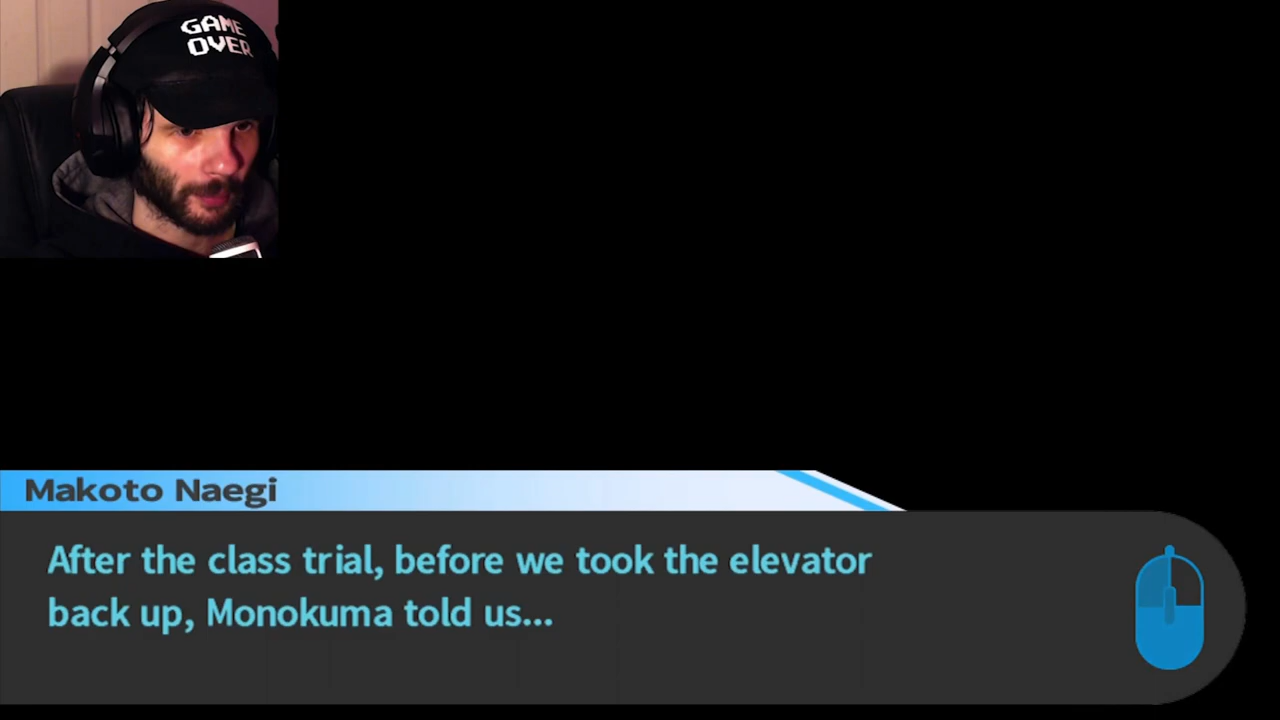 GAME
OVER
Makoto Naegi
After the class trial, before we took the elevator
back up, Monokuma told us...